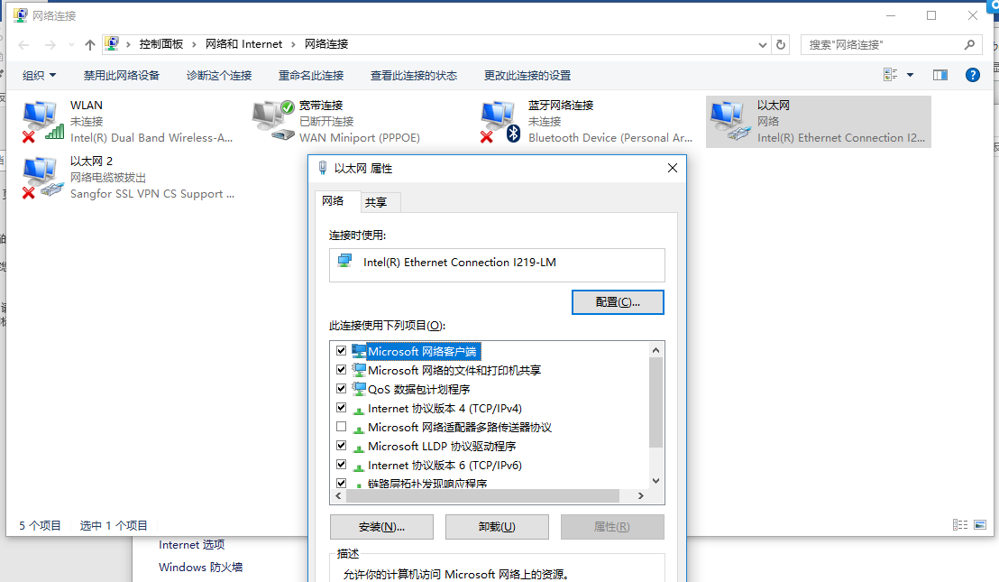 网络连接
控制面板 › 网络和 Internet › 网络连接
搜索"网络连接"
组织 禁用此网络设备 诊断这个连接 重命名此连接 查看此连接的状态 更改此连接的设置
WLAN
未连接
Intel(R) Dual Band Wireless-A...
宽带连接
已断开连接
WAN Miniport (PPPOE)
蓝牙网络连接
未连接
Bluetooth Device (Personal Ar...
以太网
网络
Intel(R) Ethernet Connection I2...
以太网 2
网络电缆被拔出
Sangfor SSL VPN CS Support ...
以太网 属性
网络 共享
连接时使用:
Intel(R) Ethernet Connection I219-LM
配置(C)...
此连接使用下列项目(O):
Microsoft 网络客户端
Microsoft 网络的文件和打印机共享
QoS 数据包计划程序
Internet 协议版本 4 (TCP/IPv4)
Microsoft 网络适配器多路传送器协议
Microsoft LLDP 协议驱动程序
Internet 协议版本 6 (TCP/IPv6)
链路层拓扑发现响应程序
安装(N)... 卸载(U) 属性(R)
描述
允许你的计算机访问 Microsoft 网络上的资源。
5 个项目 选中 1 个项目
Internet 选项
Windows 防火墙